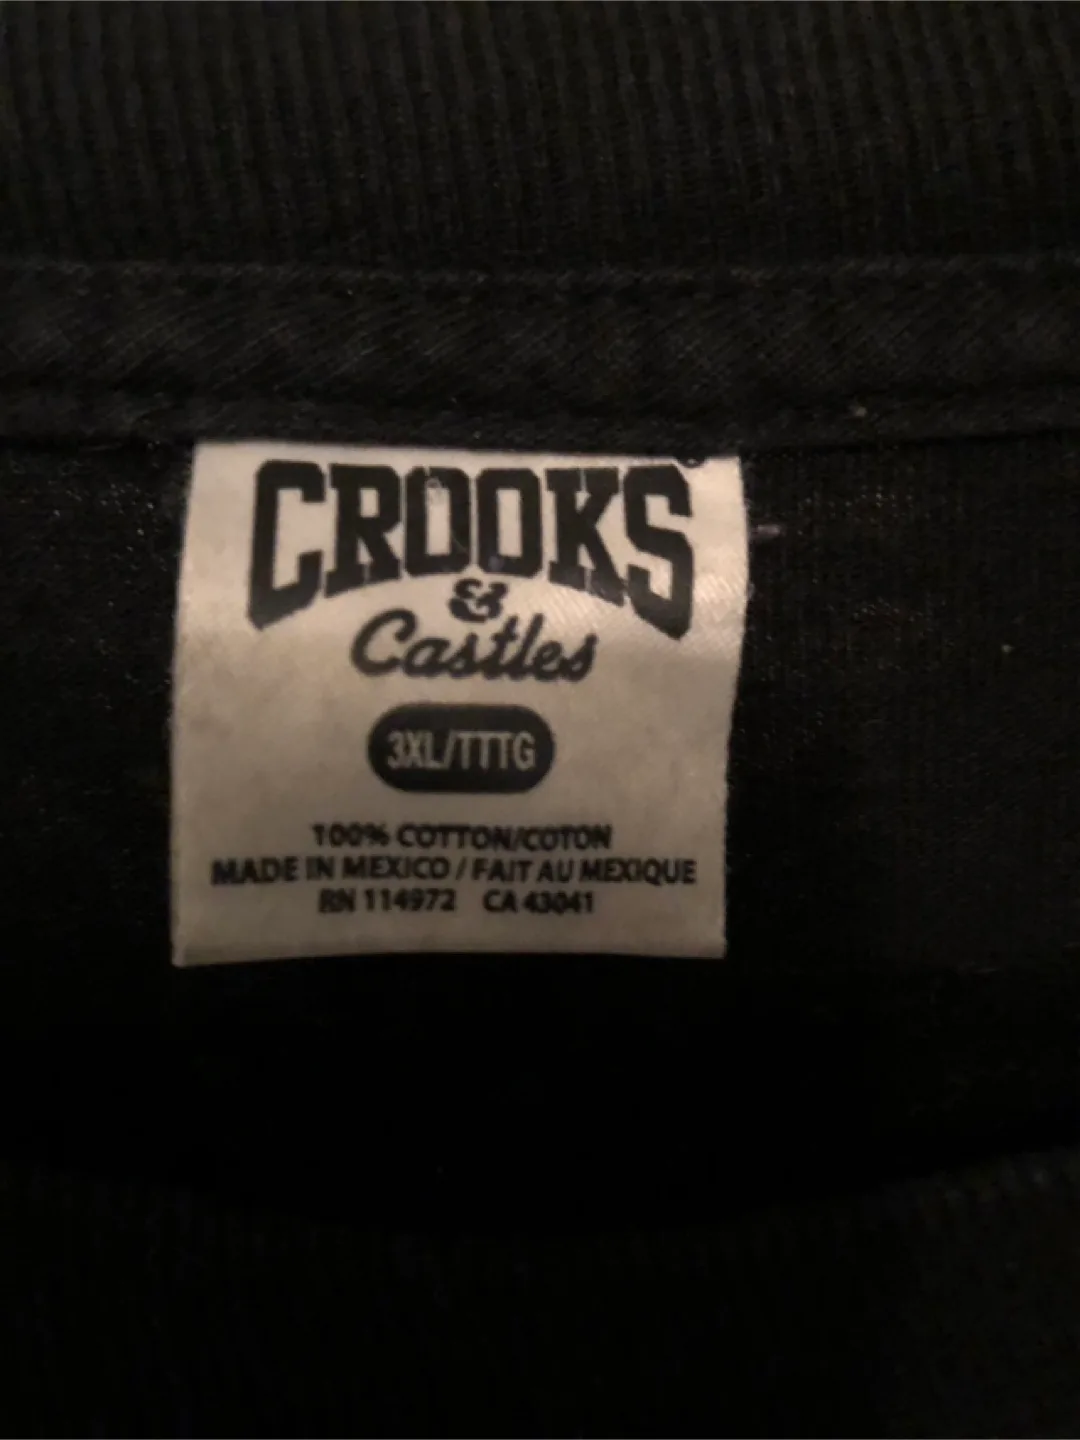 CROOKS
&
Castles
3XL/TTTG
100% COTTON/COTON
MADE IN MEXICO / FAIT AU MEXIQUE
RN 114972 CA 43041